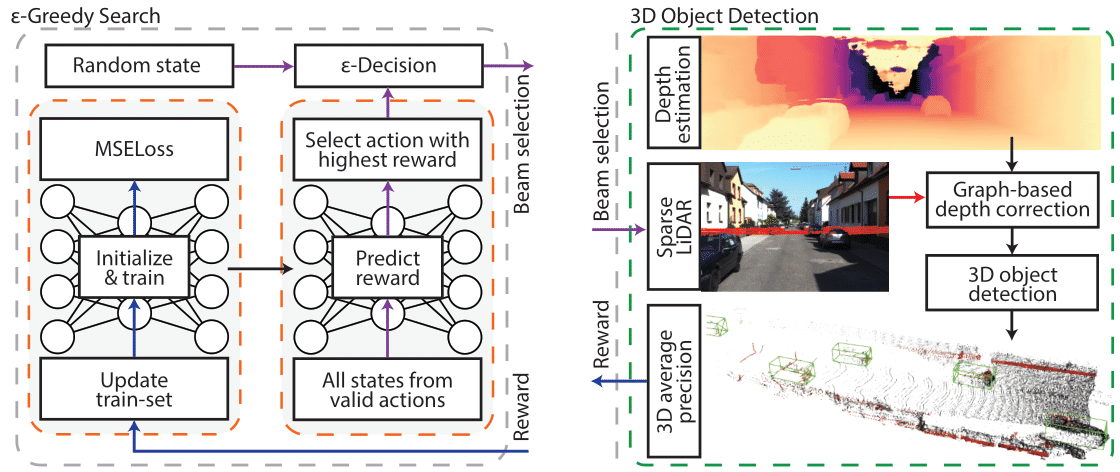 ε-Greedy Search
Random state
ε-Decision
MSELoss
Select action with
highest reward
Initialize
& train
Predict
reward
Update
train-set
All states from
valid actions
Beam selection
Reward
3D Object Detection
Beam selection
Reward
Depth
estimation
Sparse
LiDAR
Graph-based
depth correction
3D object
detection
3D average
precision